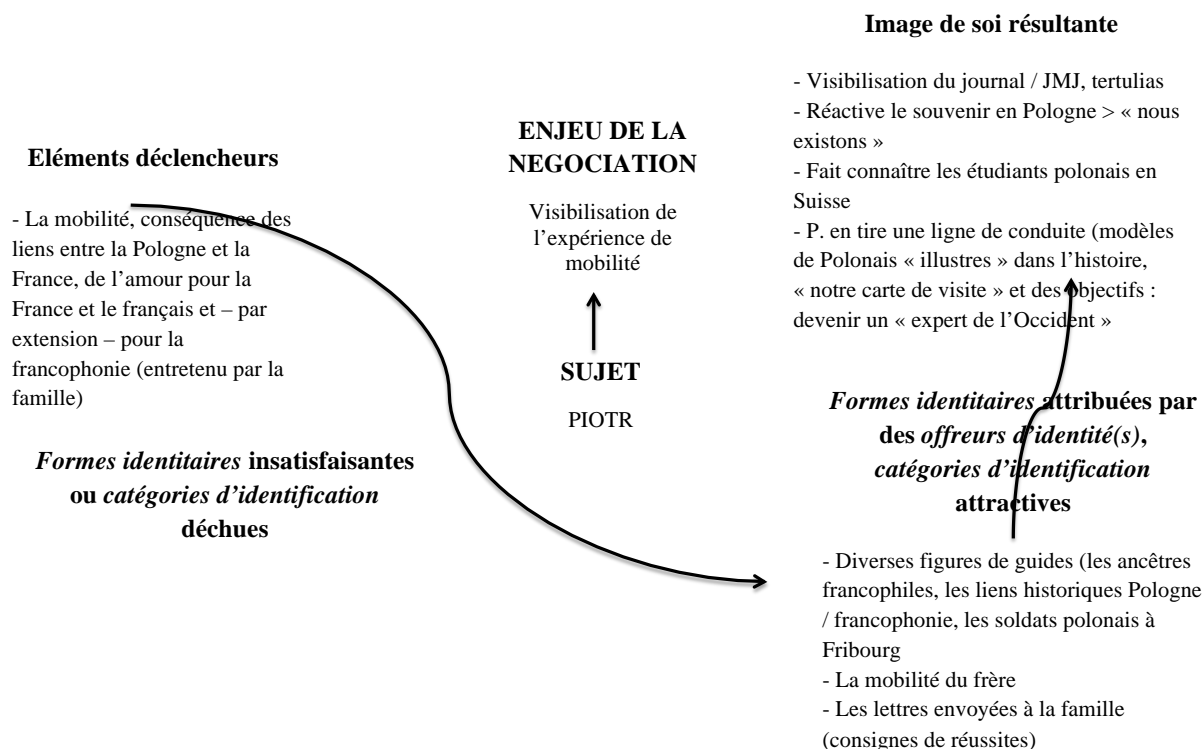 Eléments déclencheurs
- La mobilité, conséquence des
liens entre la Pologne et la
France, de l’amour pour la
France et le français et – par
extension – pour la
francophonie (entretenu par la
famille)
Formes identitaires insatisfaisantes
ou catégories d’identification
déchues
ENJEU DE LA
NEGOCIATION
Visibilisation de
l’expérience de
mobilité
SUJET
PIOTR
Image de soi résultante
- Visibilisation du journal / JMJ, tertulias
- Réactive le souvenir en Pologne > « nous
existons »
- Fait connaître les étudiants polonais en
Suisse
- P. en tire une ligne de conduite (modèles
de Polonais « illustres » dans l’histoire,
« notre carte de visite » et des objectifs :
devenir un « expert de l’Occident »
Formes identitaires attribuées par
des offreurs d’identité(s),
catégories d’identification
attractives
- Diverses figures de guides (les ancêtres
francophiles, les liens historiques Pologne
/ francophonie, les soldats polonais à
Fribourg
- La mobilité du frère
- Les lettres envoyées à la famille
(consignes de réussites)